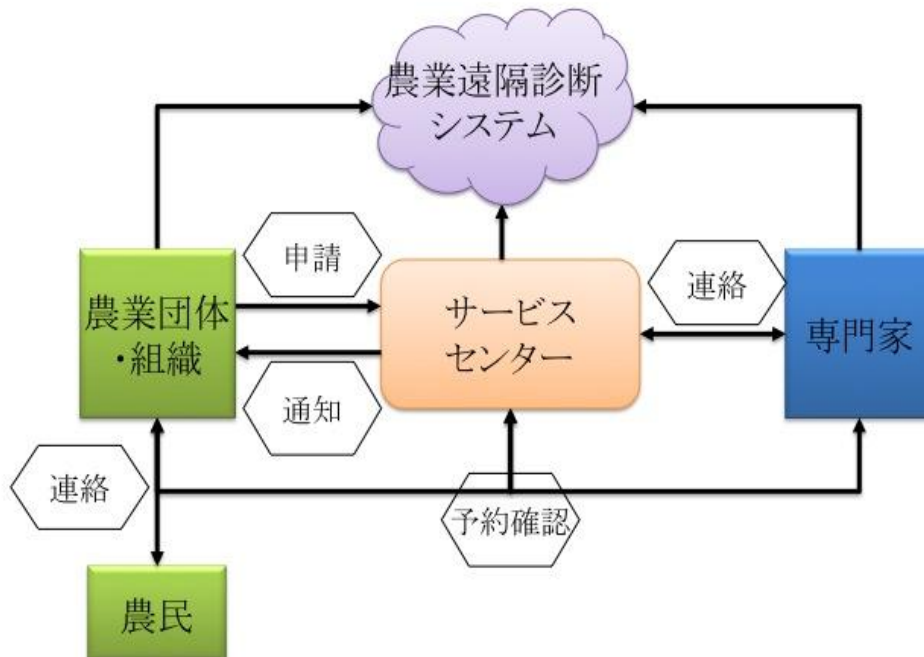 農業遠隔診断
システム
申請
連絡
農業団体
・組織
サービス
センター
専門家
通知
連絡
予約確認
農民